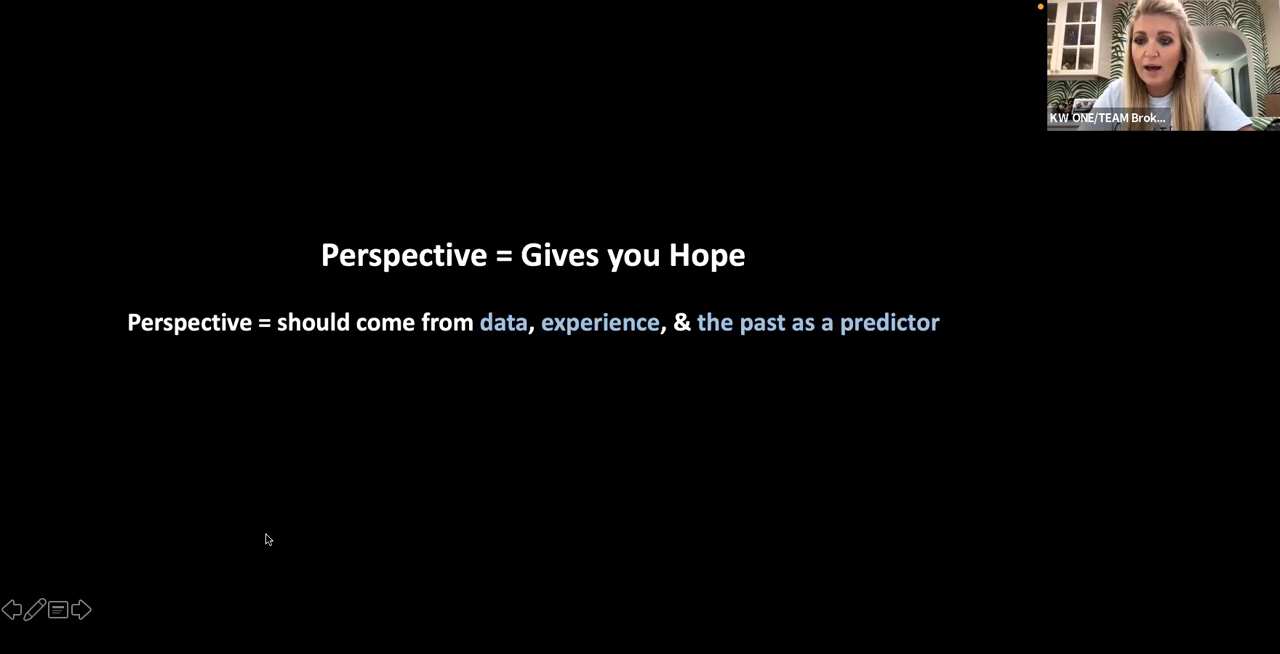 KW ONE/TEAM Brok...
Perspective = Gives you Hope
Perspective = should come from data, experience, & the past as a predictor